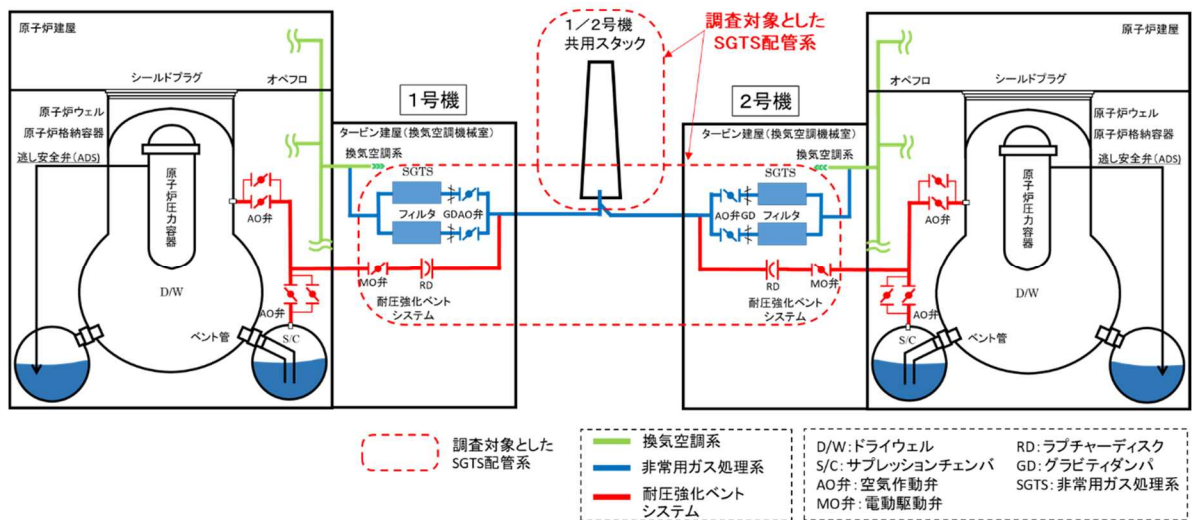 調査対象とした
SGTS配管系
1／2号機
共用スタック
原子炉建屋
シールドプラグ
オペフロ
原子炉ウェル
原子炉格納容器
逃し安全弁(ADS)
原子炉圧力容器
AO弁
D/W
AO弁
ベント管
S/C
1号機
タービン建屋(換気空調機械室)
換気空調系
SGTS
フィルタ
GDAO弁
MO弁
RD
耐圧強化ベント
システム
2号機
タービン建屋(換気空調機械室)
換気空調系
SGTS
AO弁GD
フィルタ
RD
MO弁
耐圧強化ベント
システム
原子炉建屋
オペフロ
シールドプラグ
原子炉ウェル
原子炉格納容器
逃し安全弁(ADS)
原子炉圧力容器
AO弁
D/W
AO弁
ベント管
S/C
調査対象とした
SGTS配管系
換気空調系
非常用ガス処理系
耐圧強化ベント
システム
D/W:ドライウェル
S/C:サプレッションチェンバ
AO弁:空気作動弁
MO弁:電動駆動弁
RD:ラプチャーディスク
GD:グラビティダンパ
SGTS:非常用ガス処理系